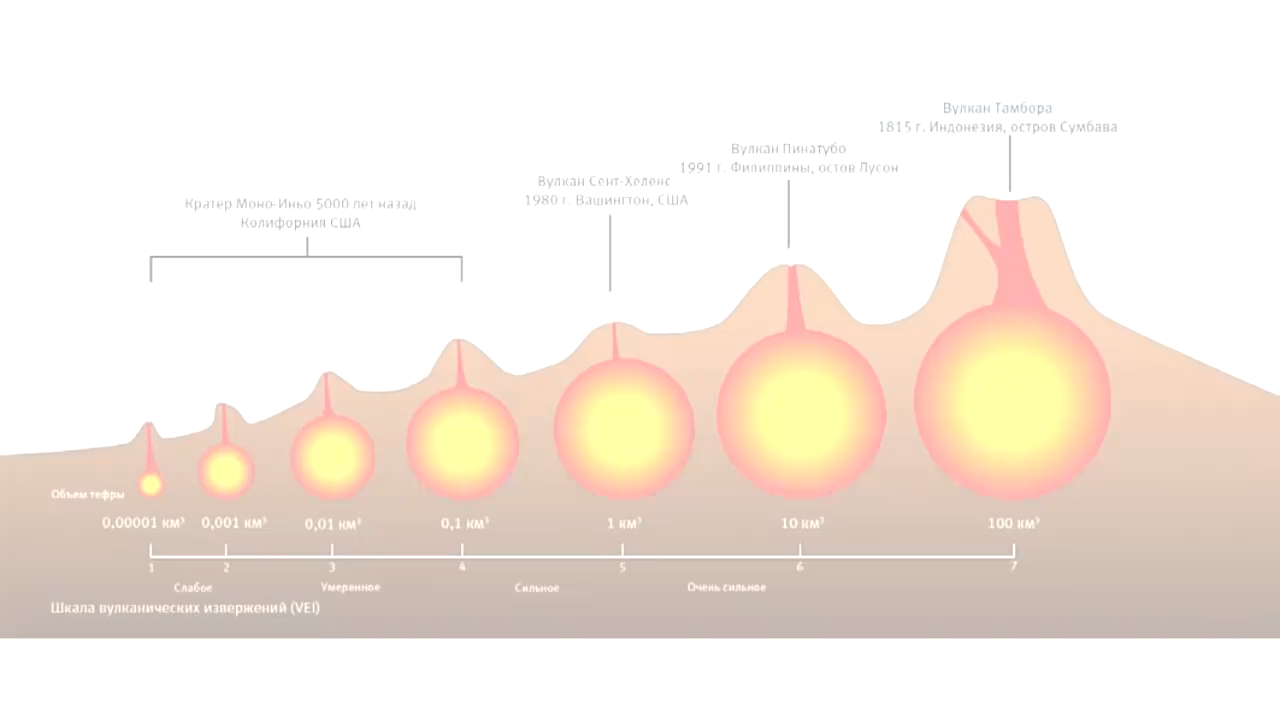 Вулкан Тамбора
1815 г. Индонезия, остров Сумбава
Вулкан Пинатубо
1991 г. Филиппины, остов Лусон
Вулкан Сент-Хеленс
1980 г. Вашингтон, США
Кратер Моно-Иньо 5000 лет назад
Колифорния США
Объем тефры
0,00001 км³ 0,001 км³ 0,01 км³ 0,1 км³ 1 км³ 10 км³ 100 км³
1 2 3 4 5 6 7
Слабое Умеренное Сильное Очень сильное
Шкала вулканических извержений (VEI)